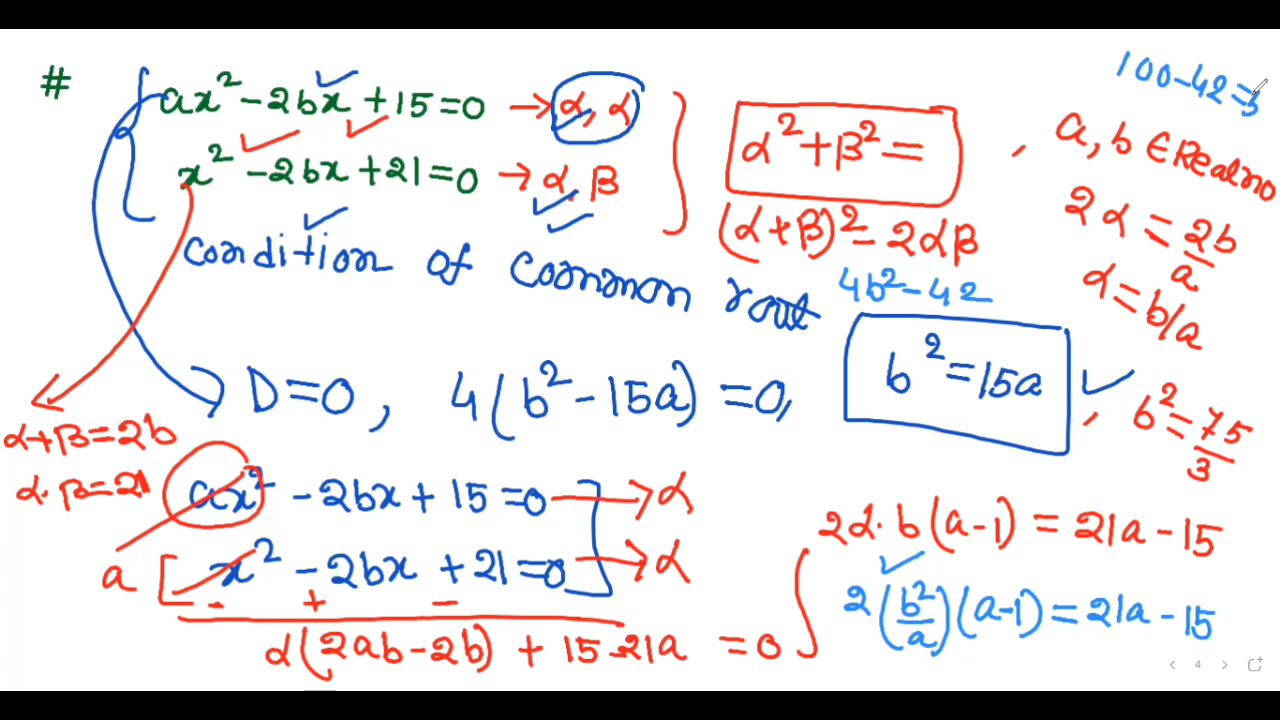 # ax² - 2bx + 15 = 0 → α, α
x² - 2bx + 21 = 0 → α, β
α² + β² = , a, b ∈ Real no
100 - 42 =
(α+β)² - 2αβ
2α = 2b/a
4b² - 42
α = b/a
condition of common root
D = 0, 4(b² - 15a) = 0, b² = 15a, b² = 75/3
α+β = 2b
α·β = 21
ax² - 2bx + 15 = 0 → α
a[x² - 2bx + 21 = 0 → α
- + -
α(2ab - 2b) + 15 - 21a = 0
2α·b(a-1) = 21a - 15
2(b²/a)(a-1) = 21a - 15
4